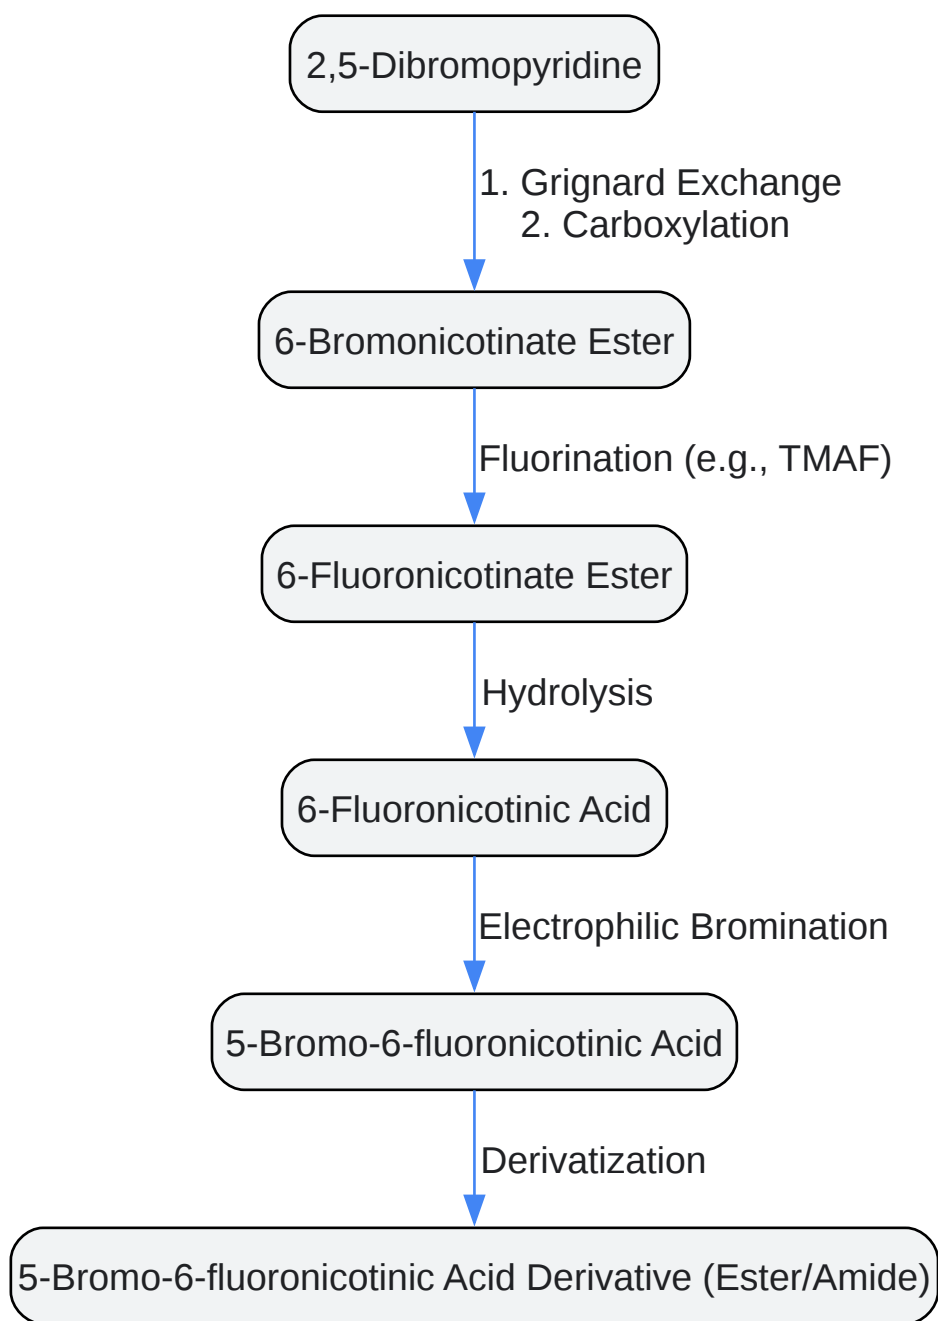 2,5-Dibromopyridine
1. Grignard Exchange
2. Carboxylation
6-Bromonicotinate Ester
Fluorination (e.g., TMAF)
6-Fluoronicotinate Ester
Hydrolysis
6-Fluoronicotinic Acid
Electrophilic Bromination
5-Bromo-6-fluoronicotinic Acid
Derivatization
5-Bromo-6-fluoronicotinic Acid Derivative (Ester/Amide)